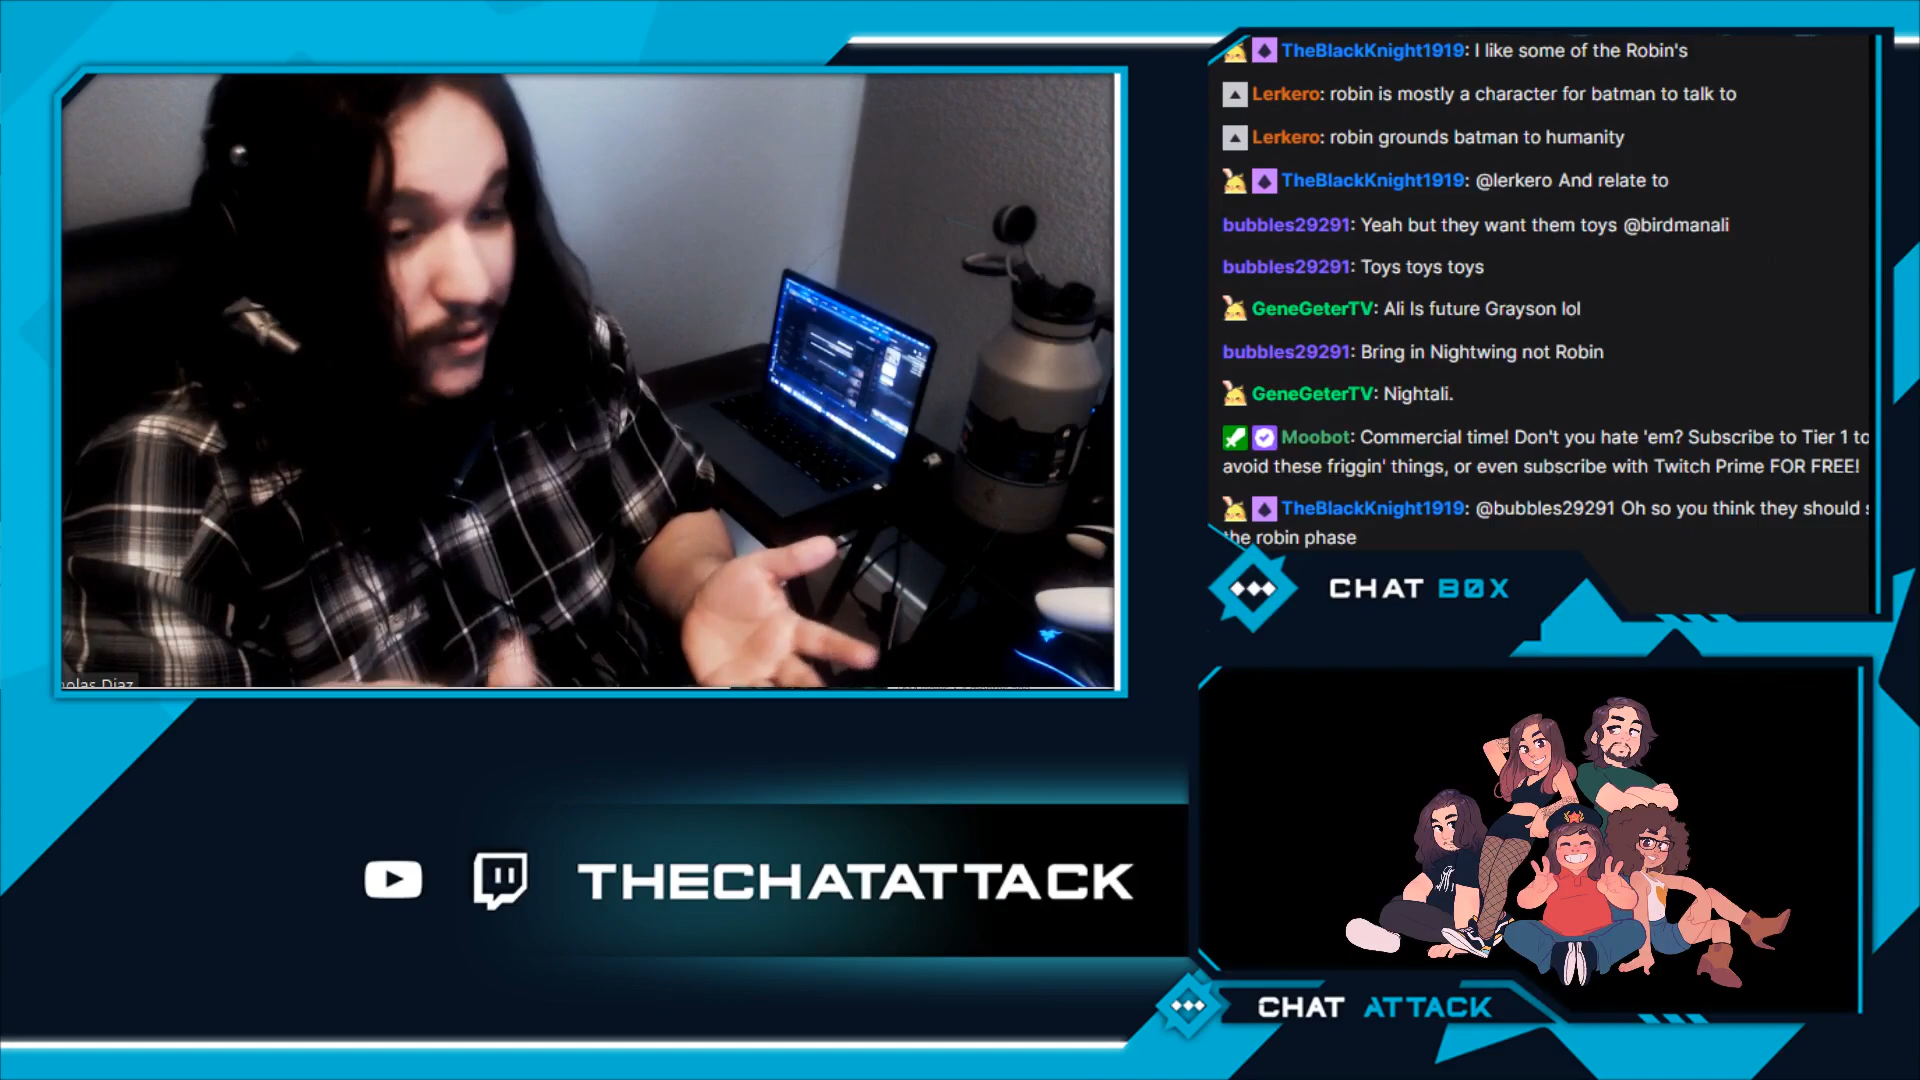 TheBlackKnight1919: I like some of the Robin's
Lerkero: robin is mostly a character for batman to talk to
Lerkero: robin grounds batman to humanity
TheBlackKnight1919: @lerkero And relate to
bubbles29291: Yeah but they want them toys @birdmanali
bubbles29291: Toys toys toys
GeneGeterTV: Ali Is future Grayson lol
bubbles29291: Bring in Nightwing not Robin
GeneGeterTV: Nightali.
Moobot: Commercial time! Don't you hate 'em? Subscribe to Tier 1 to
avoid these friggin' things, or even subscribe with Twitch Prime FOR FREE!
TheBlackKnight1919: @bubbles29291 Oh so you think they should
the robin phase
CHAT BOX
Diaz
THECHATATTACK
CHAT ATTACK